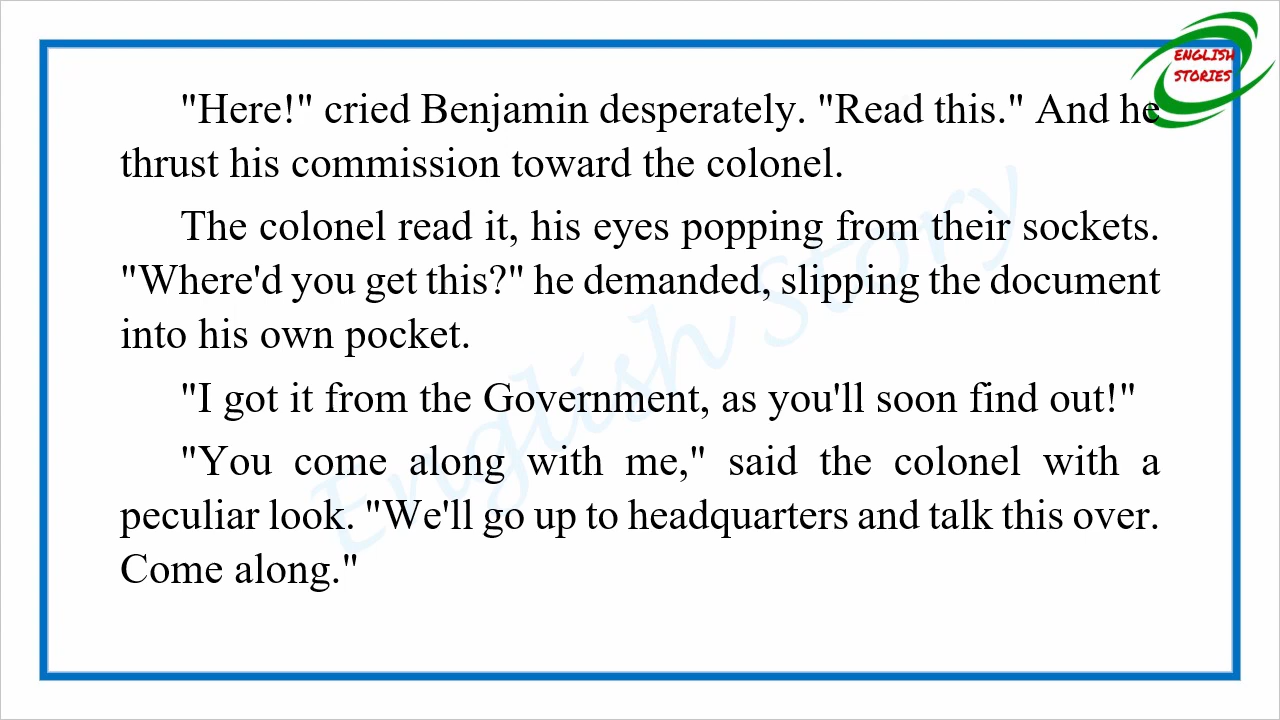 ENGLISH
STORIES
"Here!" cried Benjamin desperately. "Read this." And he
thrust his commission toward the colonel.
The colonel read it, his eyes popping from their sockets.
"Where'd you get this?" he demanded, slipping the document
into his own pocket.
"I got it from the Government, as you'll soon find out!"
"You come along with me," said the colonel with a
peculiar look. "We'll go up to headquarters and talk this over.
Come along."
English Story